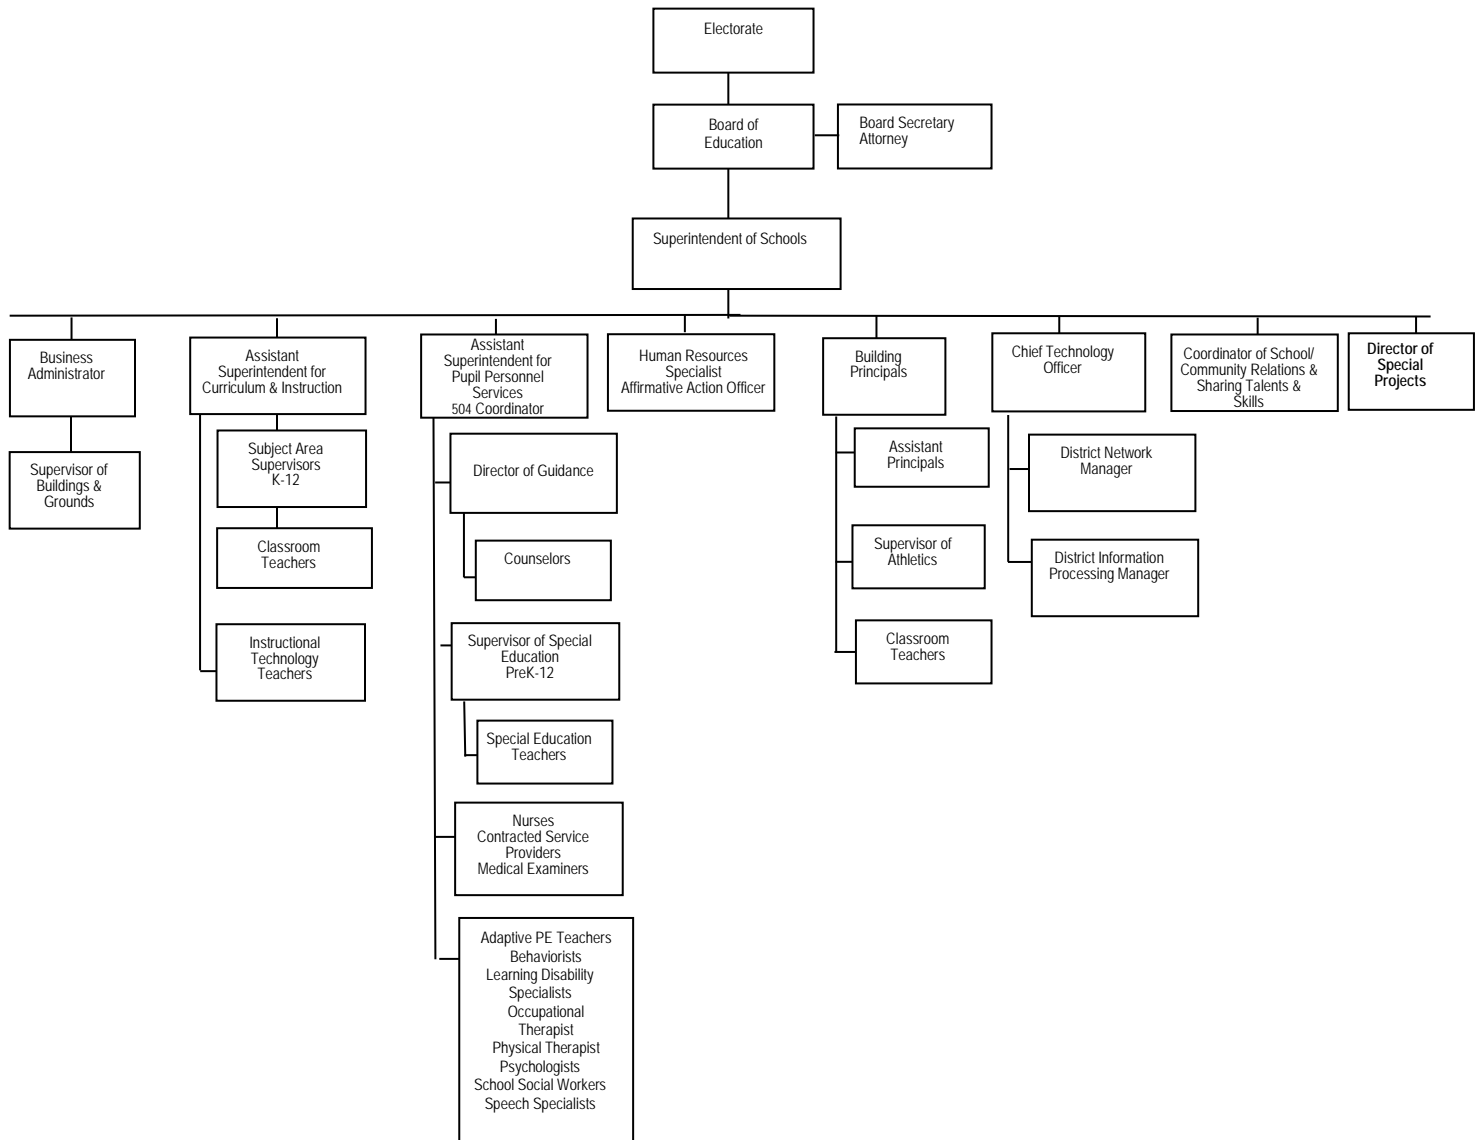 Electorate
Board of
Education
Board Secretary
Attorney
Superintendent of Schools
Business
Administrator
Assistant
Superintendent for
Curriculum & Instruction
Assistant
Superintendent for
Pupil Personnel
Services
504 Coordinator
Human Resources
Specialist
Affirmative Action Officer
Building
Principals
Chief Technology
Officer
Coordinator of School/
Community Relations &
Sharing Talents &
Skills
Director of
Special
Projects
Supervisor of
Buildings &
Grounds
Subject Area
Supervisors
K-12
Classroom
Teachers
Instructional
Technology
Teachers
Director of Guidance
Counselors
Supervisor of Special
Education
PreK-12
Special Education
Teachers
Nurses
Contracted Service
Providers
Medical Examiners
Adaptive PE Teachers
Behaviorists
Learning Disability
Specialists
Occupational
Therapist
Physical Therapist
Psychologists
School Social Workers
Speech Specialists
Assistant
Principals
Supervisor of
Athletics
Classroom
Teachers
District Network
Manager
District Information
Processing Manager